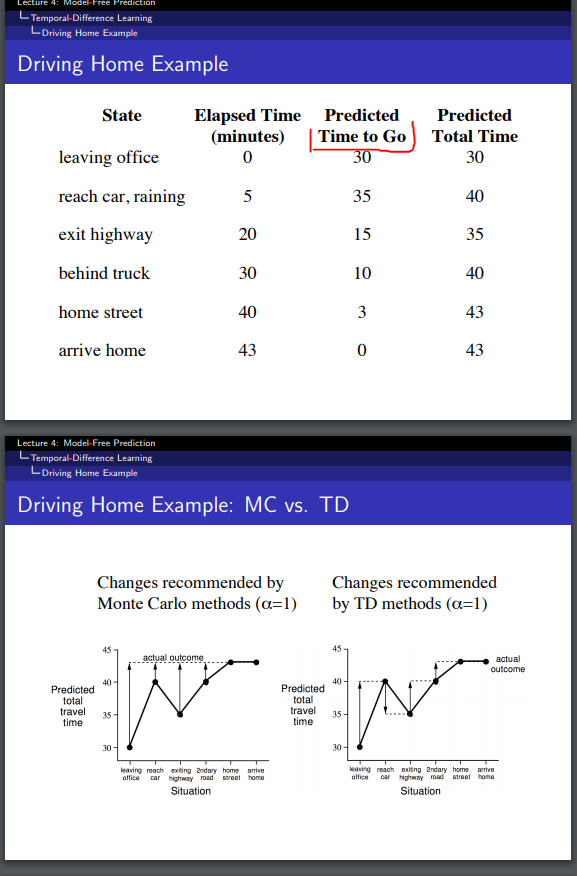 Lecture 4: Model-Free Prediction
Temporal-Difference Learning
Driving Home Example
Driving Home Example
State Elapsed Time Predicted Predicted
(minutes) Time to Go Total Time
leaving office 0 30 30
reach car, raining 5 35 40
exit highway 20 15 35
behind truck 30 10 40
home street 40 3 43
arrive home 43 0 43
Lecture 4: Model-Free Prediction
Temporal-Difference Learning
Driving Home Example
Driving Home Example: MC vs. TD
Changes recommended by
Monte Carlo methods (α=1)
45
actual outcome
40
Predicted
total
travel
time
35
30
leaving reach exiting 2ndary home arrive
office car highway road street home
Situation
Changes recommended
by TD methods (α=1)
45
actual
outcome
40
Predicted
total
travel
time
35
30
leaving reach exiting 2ndary home arrive
office car highway road street home
Situation